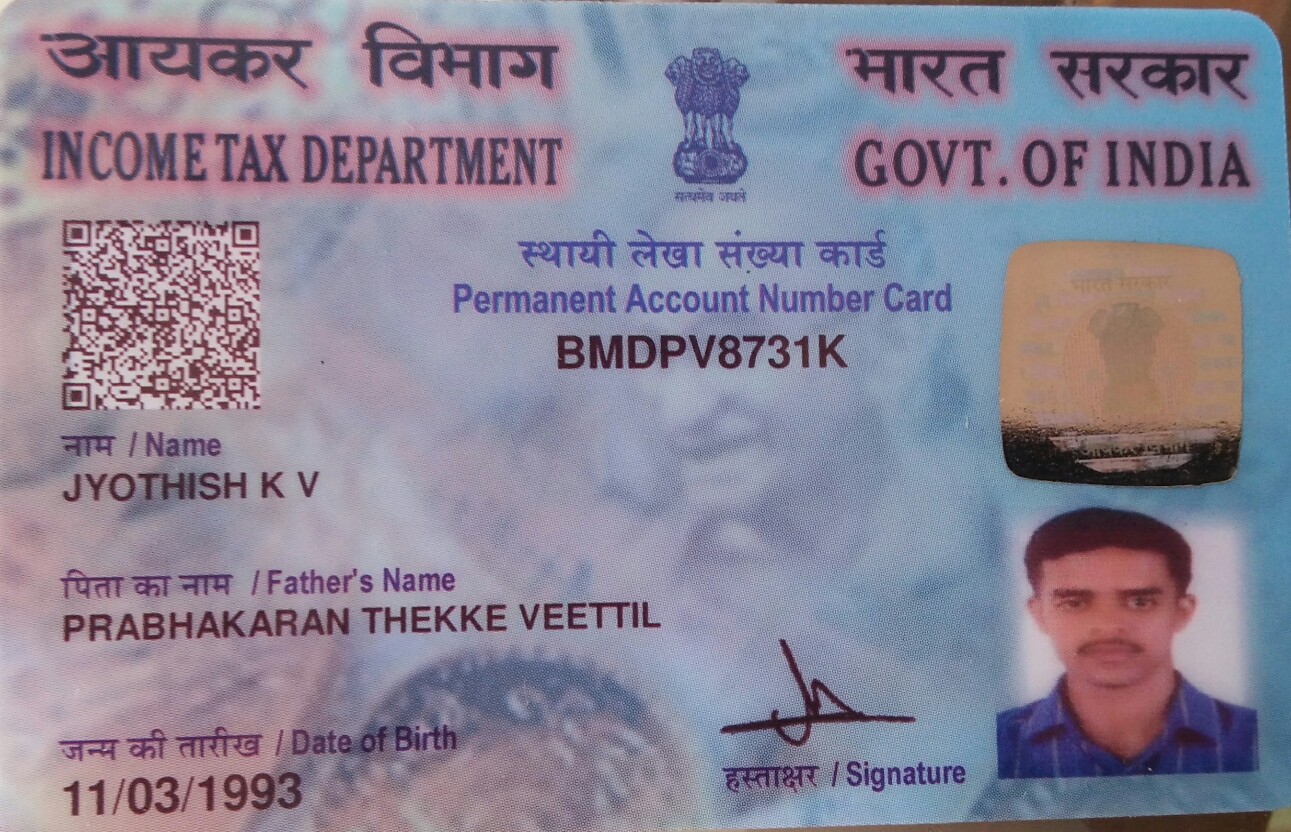 आयकर विभाग
INCOME TAX DEPARTMENT
सत्यमेव जयते
भारत सरकार
GOVT. OF INDIA
स्थायी लेखा संख्या कार्ड
Permanent Account Number Card
BMDPV8731K
भारत सरकार
आयकर विभाग
नाम / Name
JYOTHISH K V
पिता का नाम / Father's Name
PRABHAKARAN THEKKE VEETTIL
जन्म की तारीख / Date of Birth
11/03/1993
हस्ताक्षर / Signature